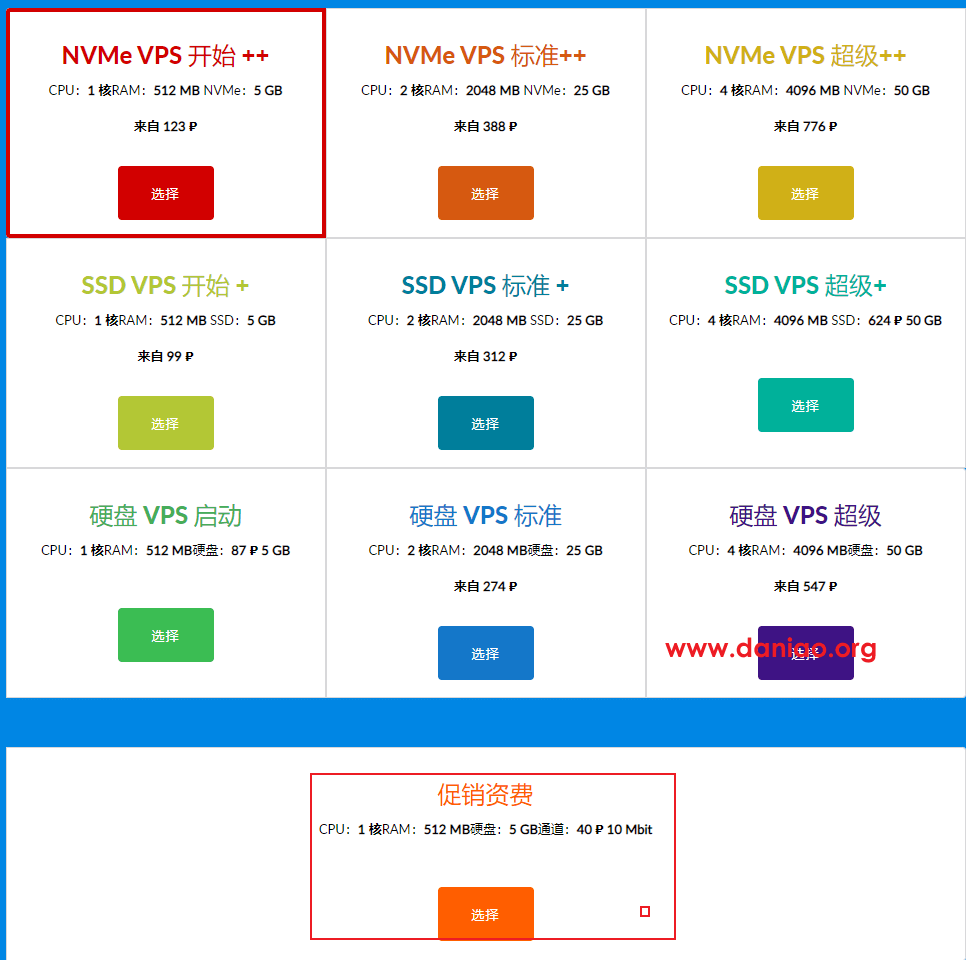 NVMe VPS 开始 ++
CPU：1 核RAM：512 MB NVMe：5 GB
来自 123 ₽
选择
NVMe VPS 标准++
CPU：2 核RAM：2048 MB NVMe：25 GB
来自 388 ₽
选择
NVMe VPS 超级++
CPU：4 核RAM：4096 MB NVMe：50 GB
来自 776 ₽
选择
SSD VPS 开始 +
CPU：1 核RAM：512 MB SSD：5 GB
来自 99 ₽
选择
SSD VPS 标准 +
CPU：2 核RAM：2048 MB SSD：25 GB
来自 312 ₽
选择
SSD VPS 超级+
CPU：4 核RAM：4096 MB SSD：624 ₽ 50 GB
选择
硬盘 VPS 启动
CPU：1 核RAM：512 MB硬盘：87 ₽ 5 GB
选择
硬盘 VPS 标准
CPU：2 核RAM：2048 MB硬盘：25 GB
来自 274 ₽
选择
硬盘 VPS 超级
CPU：4 核RAM：4096 MB硬盘：50 GB
来自 547 ₽
选择
www.daniao.org
促销资费
CPU：1 核RAM：512 MB硬盘：5 GB通道：40 ₽ 10 Mbit
选择